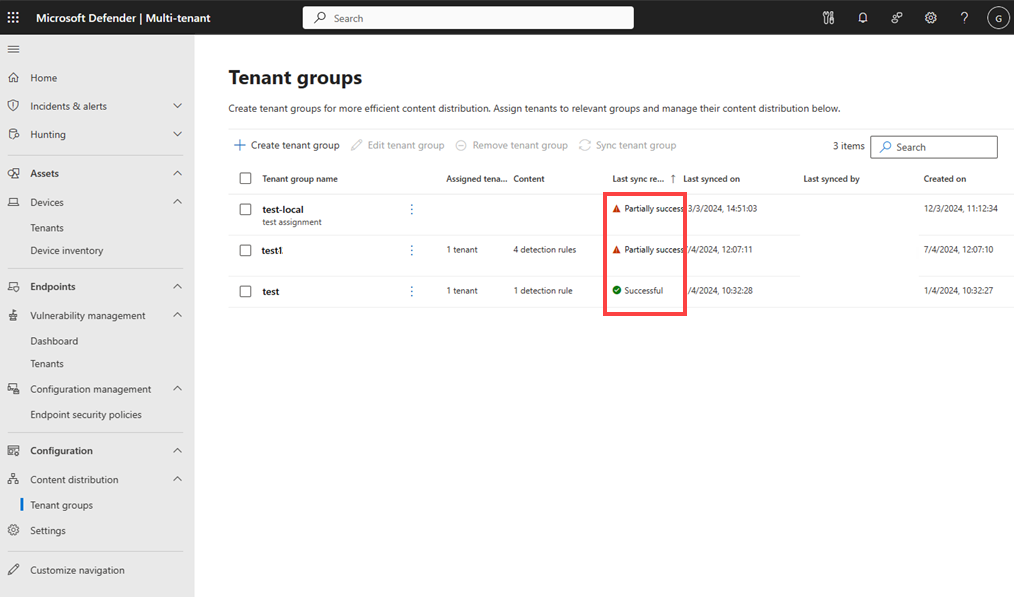 Microsoft Defender | Multi-tenant
Search
G
Home
Incidents & alerts
Hunting
Assets
Devices
Tenants
Device inventory
Endpoints
Vulnerability management
Dashboard
Tenants
Configuration management
Endpoint security policies
Configuration
Content distribution
Tenant groups
Settings
Customize navigation
Tenant groups
Create tenant groups for more efficient content distribution. Assign tenants to relevant groups and manage their content distribution below.
Create tenant group Edit tenant group Remove tenant group Sync tenant group 3 items Search
Tenant group name Assigned tena... Content Last sync re... ↑ Last synced on Last synced by Created on
test-local Partially success 3/3/2024, 14:51:03 12/3/2024, 11:12:34
test assignment
test1 1 tenant 4 detection rules Partially success /4/2024, 12:07:11 7/4/2024, 12:07:10
test 1 tenant 1 detection rule Successful /4/2024, 10:32:28 1/4/2024, 10:32:27